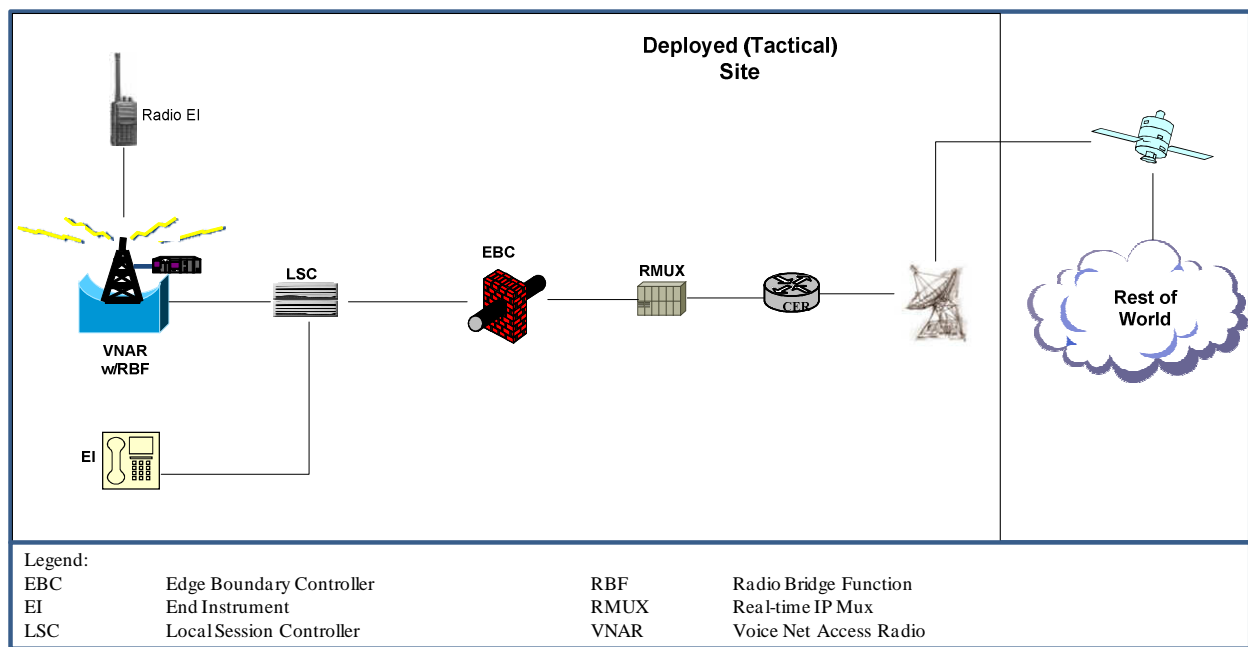 Deployed (Tactical)
Site
Radio EI
EBC
LSC
RMUX
CER
VNAR
w/RBF
Rest of
World
EI
Legend:
EBC Edge Boundary Controller RBF Radio Bridge Function
EI End Instrument RMUX Real-time IP Mux
LSC Local Session Controller VNAR Voice Net Access Radio